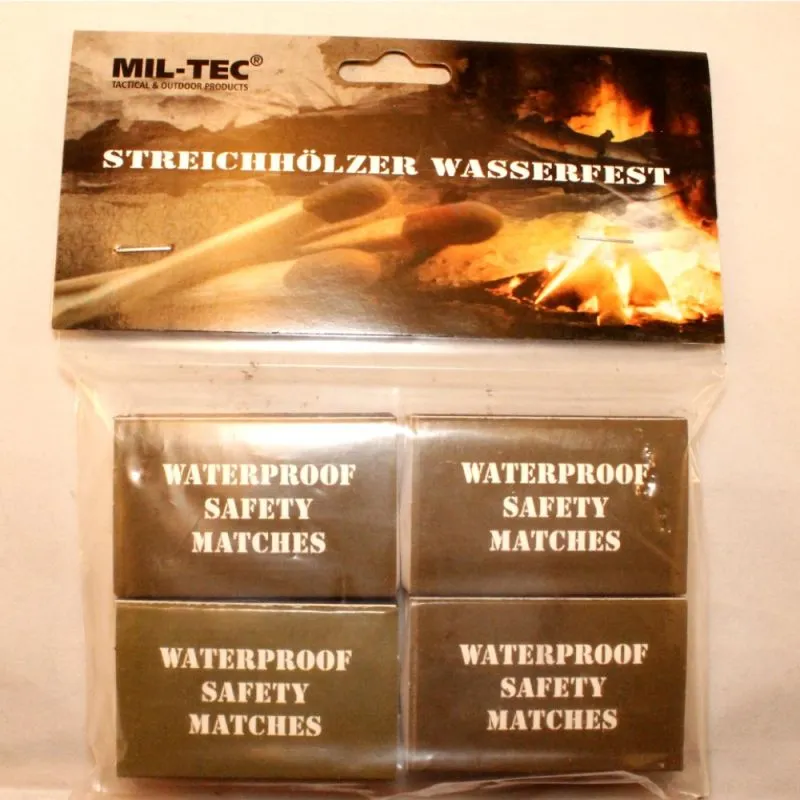 MIL-TEC®
TACTICAL & OUTDOOR PRODUCTS
STREICHHÖLZER WASSERFEST
WATERPROOF
SAFETY
MATCHES
WATERPROOF
SAFETY
MATCHES
WATERPROOF
SAFETY
MATCHES
WATERPROOF
SAFETY
MATCHES